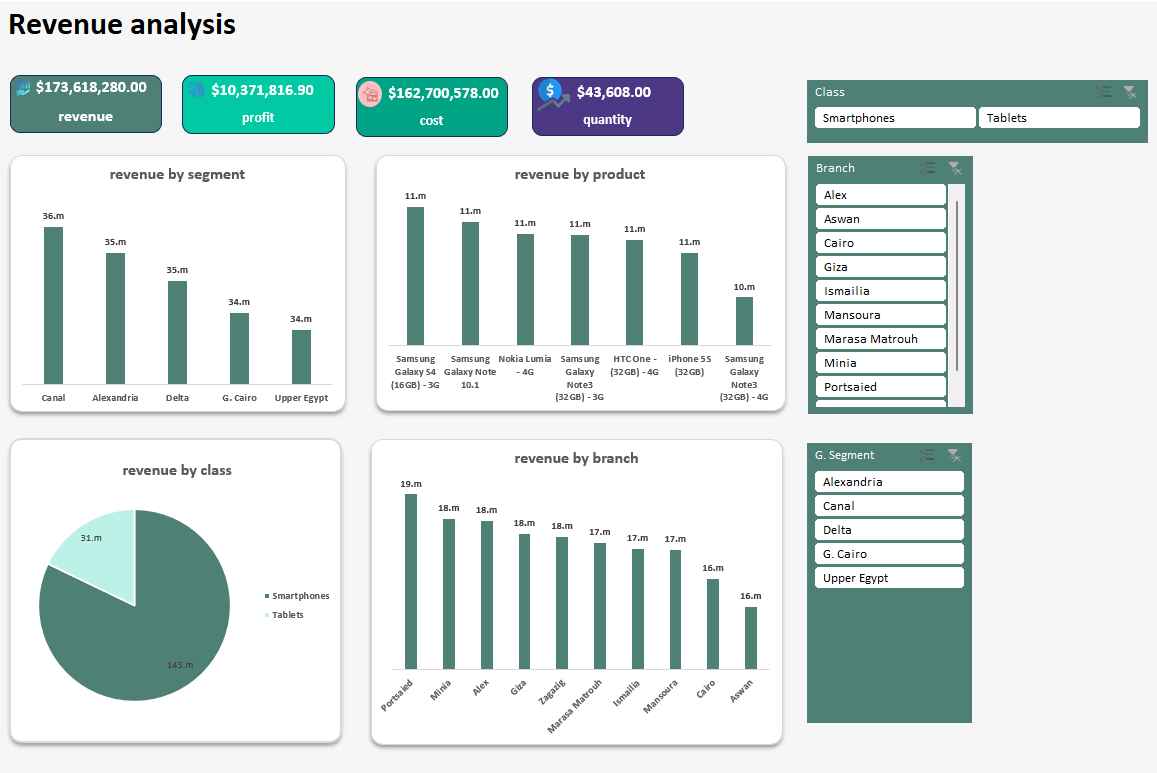 Revenue analysis
$173,618,280.00
revenue
$10,371,816.90
profit
$162,700,578.00
cost
$43,608.00
quantity
Class
Smartphones
Tablets
revenue by segment
36.m
35.m
35.m
34.m
34.m
Canal
Alexandria
Delta
G. Cairo
Upper Egypt
revenue by product
11.m
11.m
11.m
11.m
11.m
11.m
10.m
Samsung
Galaxy S4
(16GB) - 3G
Samsung
Galaxy Note
10.1
Nokia Lumia
- 4G
Samsung
Galaxy
Note3
(32GB) - 3G
HTC One -
(32GB) - 4G
iPhone 5S
(32GB)
Samsung
Galaxy
Note3
(32GB) - 4G
Branch
Alex
Aswan
Cairo
Giza
Ismailia
Mansoura
Marasa Matrouh
Minia
Portsaied
revenue by class
31.m
143.m
Smartphones
Tablets
revenue by branch
19.m
18.m
18.m
18.m
18.m
17.m
17.m
17.m
16.m
16.m
Portsaied
Minia
Alex
Giza
Zagazig
Marasa Matrouh
Ismailia
Mansoura
Cairo
Aswan
G. Segment
Alexandria
Canal
Delta
G. Cairo
Upper Egypt